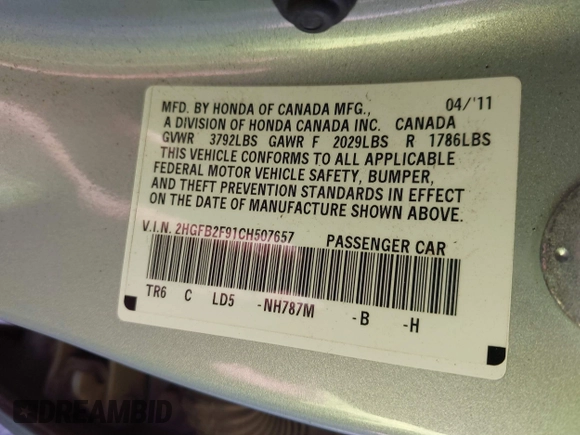 MFD. BY HONDA OF CANADA MFG., 04/'11
A DIVISION OF HONDA CANADA INC. CANADA
GVWR 3792LBS GAWR F 2029LBS R 1786LBS
THIS VEHICLE CONFORMS TO ALL APPLICABLE
FEDERAL MOTOR VEHICLE SAFETY, BUMPER,
AND THEFT PREVENTION STANDARDS IN EFFECT
ON THE DATE OF MANUFACTURE SHOWN ABOVE.
V.I.N. 2HGFB2F91CH507657 PASSENGER CAR
TR6 C LD5 -NH787M -B -H
DREAMBID